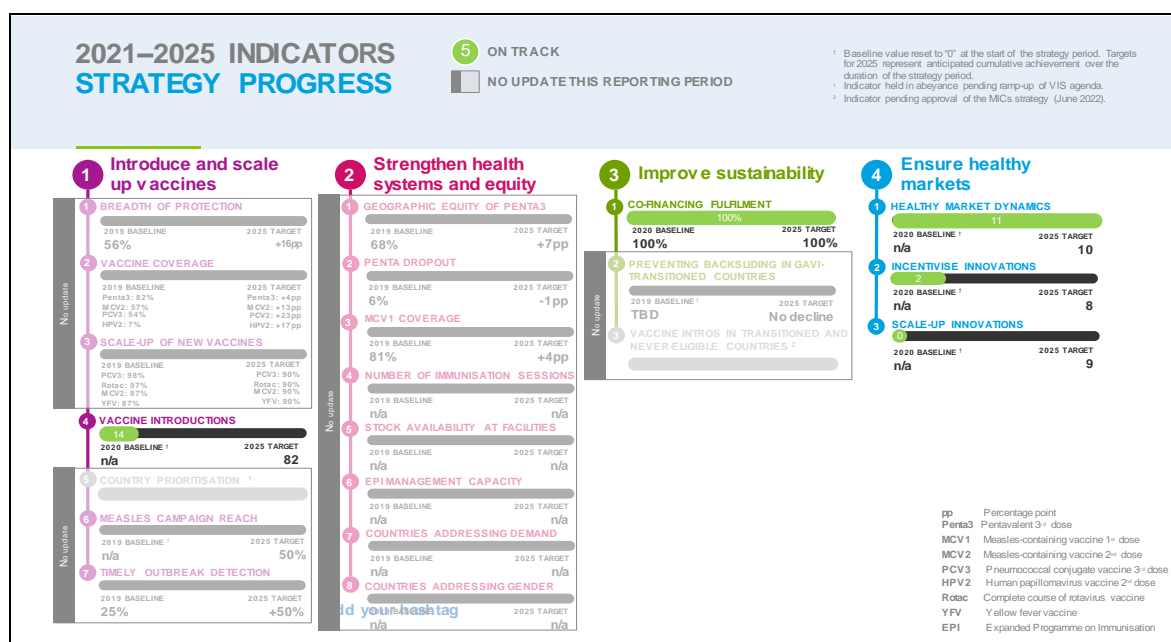 2021–2025 INDICATORS
STRATEGY PROGRESS
5 ON TRACK
NO UPDATE THIS REPORTING PERIOD
† Baseline value reset to “0” at the start of the strategy period. Targets
for 2025 represent anticipated cumulative achievement over the
duration of the strategy period.
¹ Indicator held in abeyance pending ramp-up of VIS agenda.
² Indicator pending approval of the MICs strategy (June 2022).
1 Introduce and scale
up vaccines
No update
1 BREADTH OF PROTECTION
2019 BASELINE 2025 TARGET
56% +16pp
2 VACCINE COVERAGE
2019 BASELINE 2025 TARGET
Penta3: 82% Penta3: +4pp
MCV2: 57% MCV2: +13pp
PCV3: 54% PCV3: +23pp
HPV2: 7% HPV2: +17pp
3 SCALE-UP OF NEW VACCINES
2019 BASELINE 2025 TARGET
PCV3: 98% PCV3: 90%
Rotac: 97% Rotac: 90%
MCV2: 87% MCV2: 90%
YFV: 87% YFV: 90%
4 VACCINE INTRODUCTIONS
14
2020 BASELINE † 2025 TARGET
n/a 82
No update
5 COUNTRY PRIORITISATION ¹
6 MEASLES CAMPAIGN REACH
2019 BASELINE † 2025 TARGET
n/a 50%
7 TIMELY OUTBREAK DETECTION
2019 BASELINE 2025 TARGET
25% +50%
2 Strengthen health
systems and equity
No update
1 GEOGRAPHIC EQUITY OF PENTA3
2019 BASELINE 2025 TARGET
68% +7pp
2 PENTA DROPOUT
2019 BASELINE 2025 TARGET
6% -1pp
3 MCV1 COVERAGE
2019 BASELINE 2025 TARGET
81% +4pp
4 NUMBER OF IMMUNISATION SESSIONS
2019 BASELINE 2025 TARGET
n/a n/a
5 STOCK AVAILABILITY AT FACILITIES
2019 BASELINE 2025 TARGET
n/a n/a
6 EPI MANAGEMENT CAPACITY
2019 BASELINE 2025 TARGET
n/a n/a
7 COUNTRIES ADDRESSING DEMAND
2019 BASELINE 2025 TARGET
n/a n/a
8 COUNTRIES ADDRESSING GENDER
dd your hashtag
2019 BASELINE 2025 TARGET
n/a n/a
3 Improve sustainability
1 CO-FINANCING FULFILMENT
100%
2020 BASELINE 2025 TARGET
100% 100%
No update
2 PREVENTING BACKSLIDING IN GAVI-
TRANSITIONED COUNTRIES
2019 BASELINE † 2025 TARGET
TBD No decline
3 VACCINE INTROS IN TRANSITIONED AND
NEVER-ELIGIBLE COUNTRIES ²
4 Ensure healthy
markets
1 HEALTHY MARKET DYNAMICS
11
2020 BASELINE † 2025 TARGET
n/a 10
2 INCENTIVISE INNOVATIONS
2
2020 BASELINE † 2025 TARGET
n/a 8
3 SCALE-UP INNOVATIONS
0
2020 BASELINE † 2025 TARGET
n/a 9
pp Percentage point
Penta3 Pentavalent 3rd dose
MCV1 Measles-containing vaccine 1st dose
MCV2 Measles-containing vaccine 2nd dose
PCV3 Pneumococcal conjugate vaccine 3rd dose
HPV2 Human papillomavirus vaccine 2nd dose
Rotac Complete course of rotavirus vaccine
YFV Yellow fever vaccine
EPI Expanded Programme on Immunisation